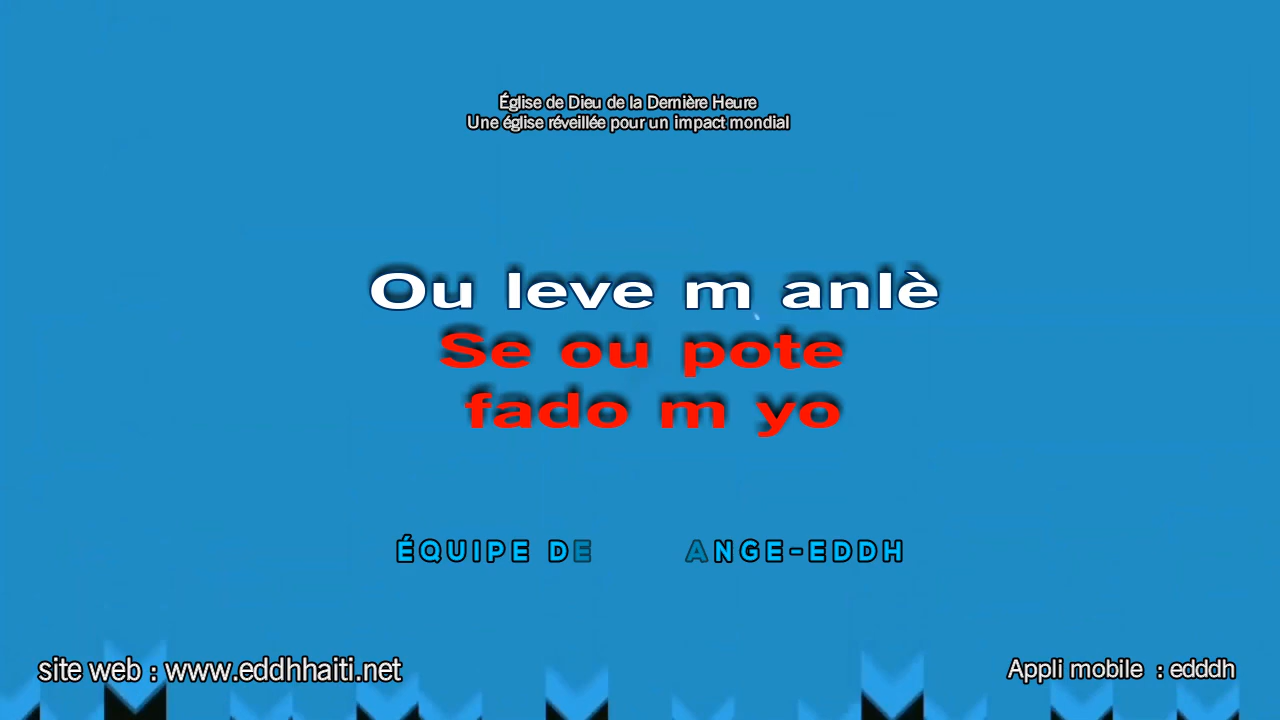 Église de Dieu de la Dernière Heure
Une église réveillée pour un impact mondial
Ou leve m anlè
Se ou pote
fado m yo
ÉQUIPE DE ANGE-EDDH
site web : www.eddhhaiti.net
Appli mobile : edddh